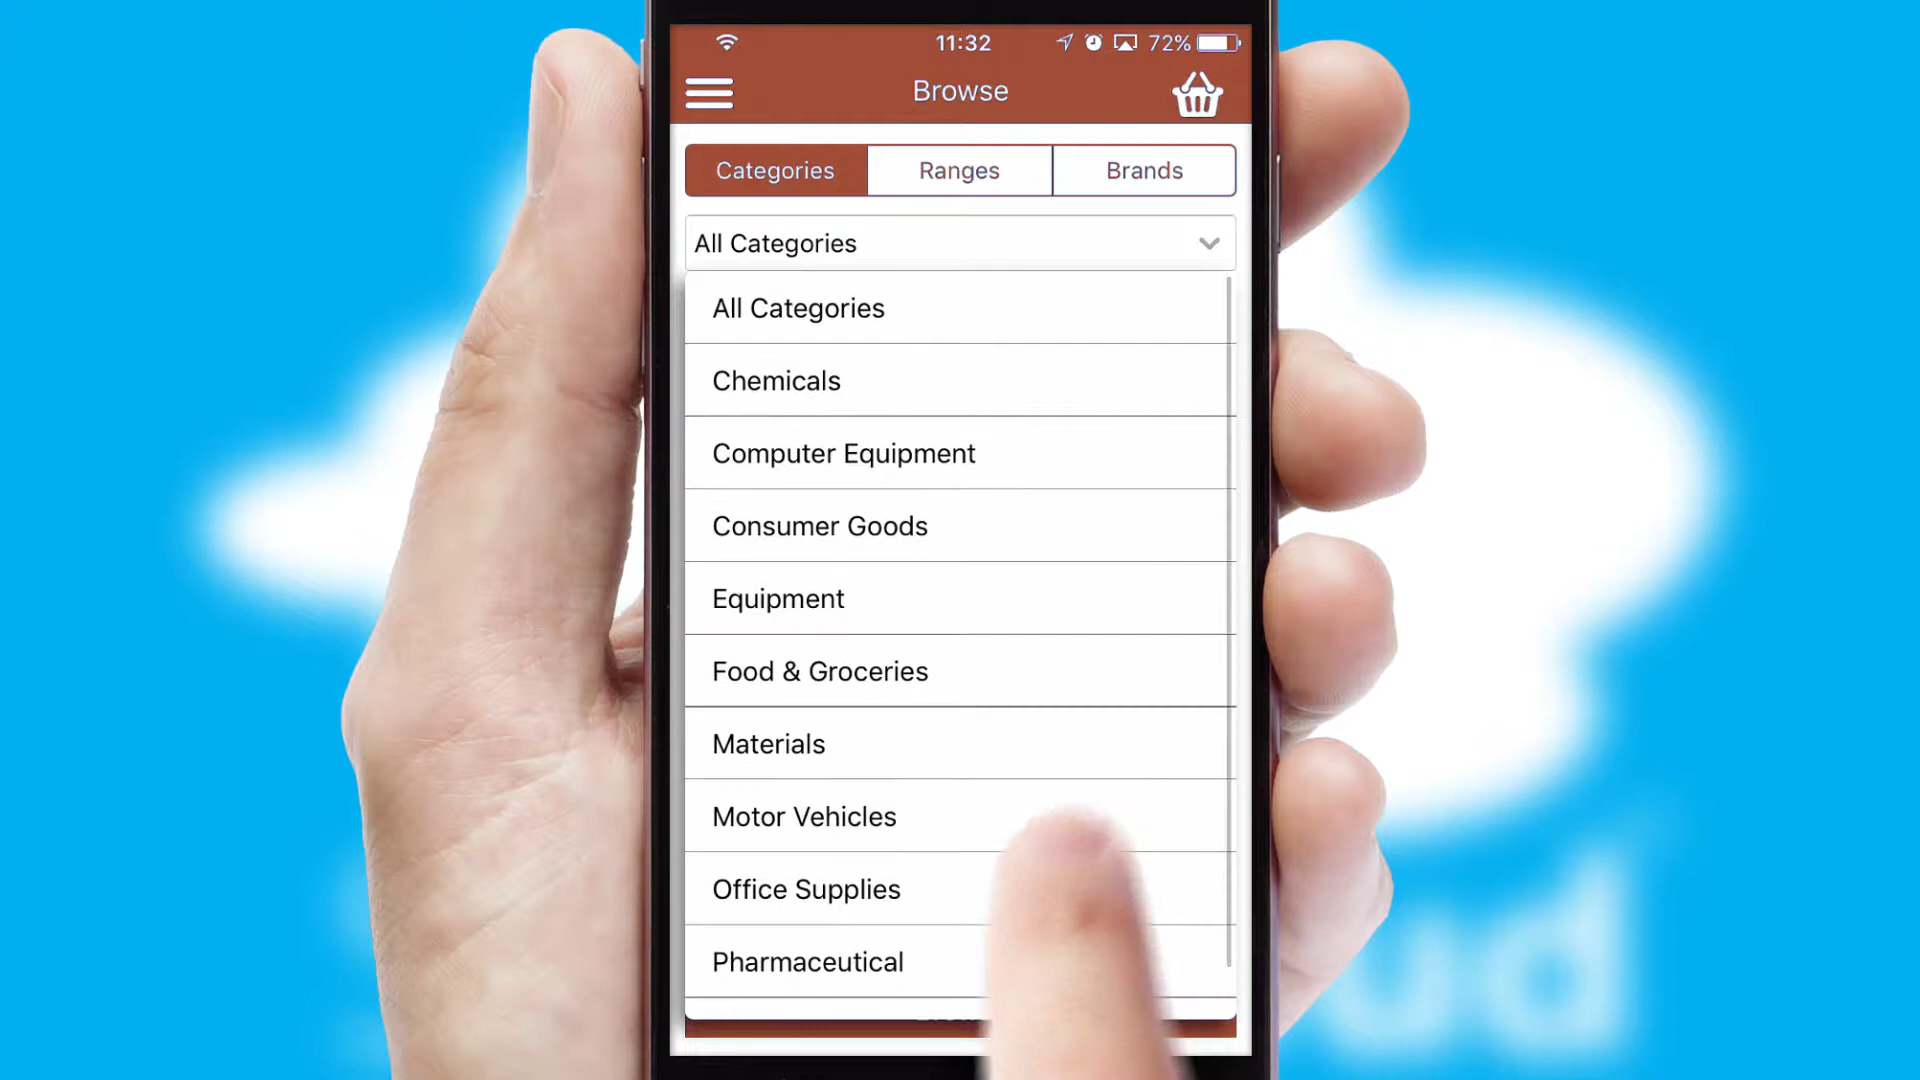 11:32
72%
Browse
Categories
Ranges
Brands
All Categories
All Categories
Chemicals
Computer Equipment
Consumer Goods
Equipment
Food & Groceries
Materials
Motor Vehicles
Office Supplies
Pharmaceutical